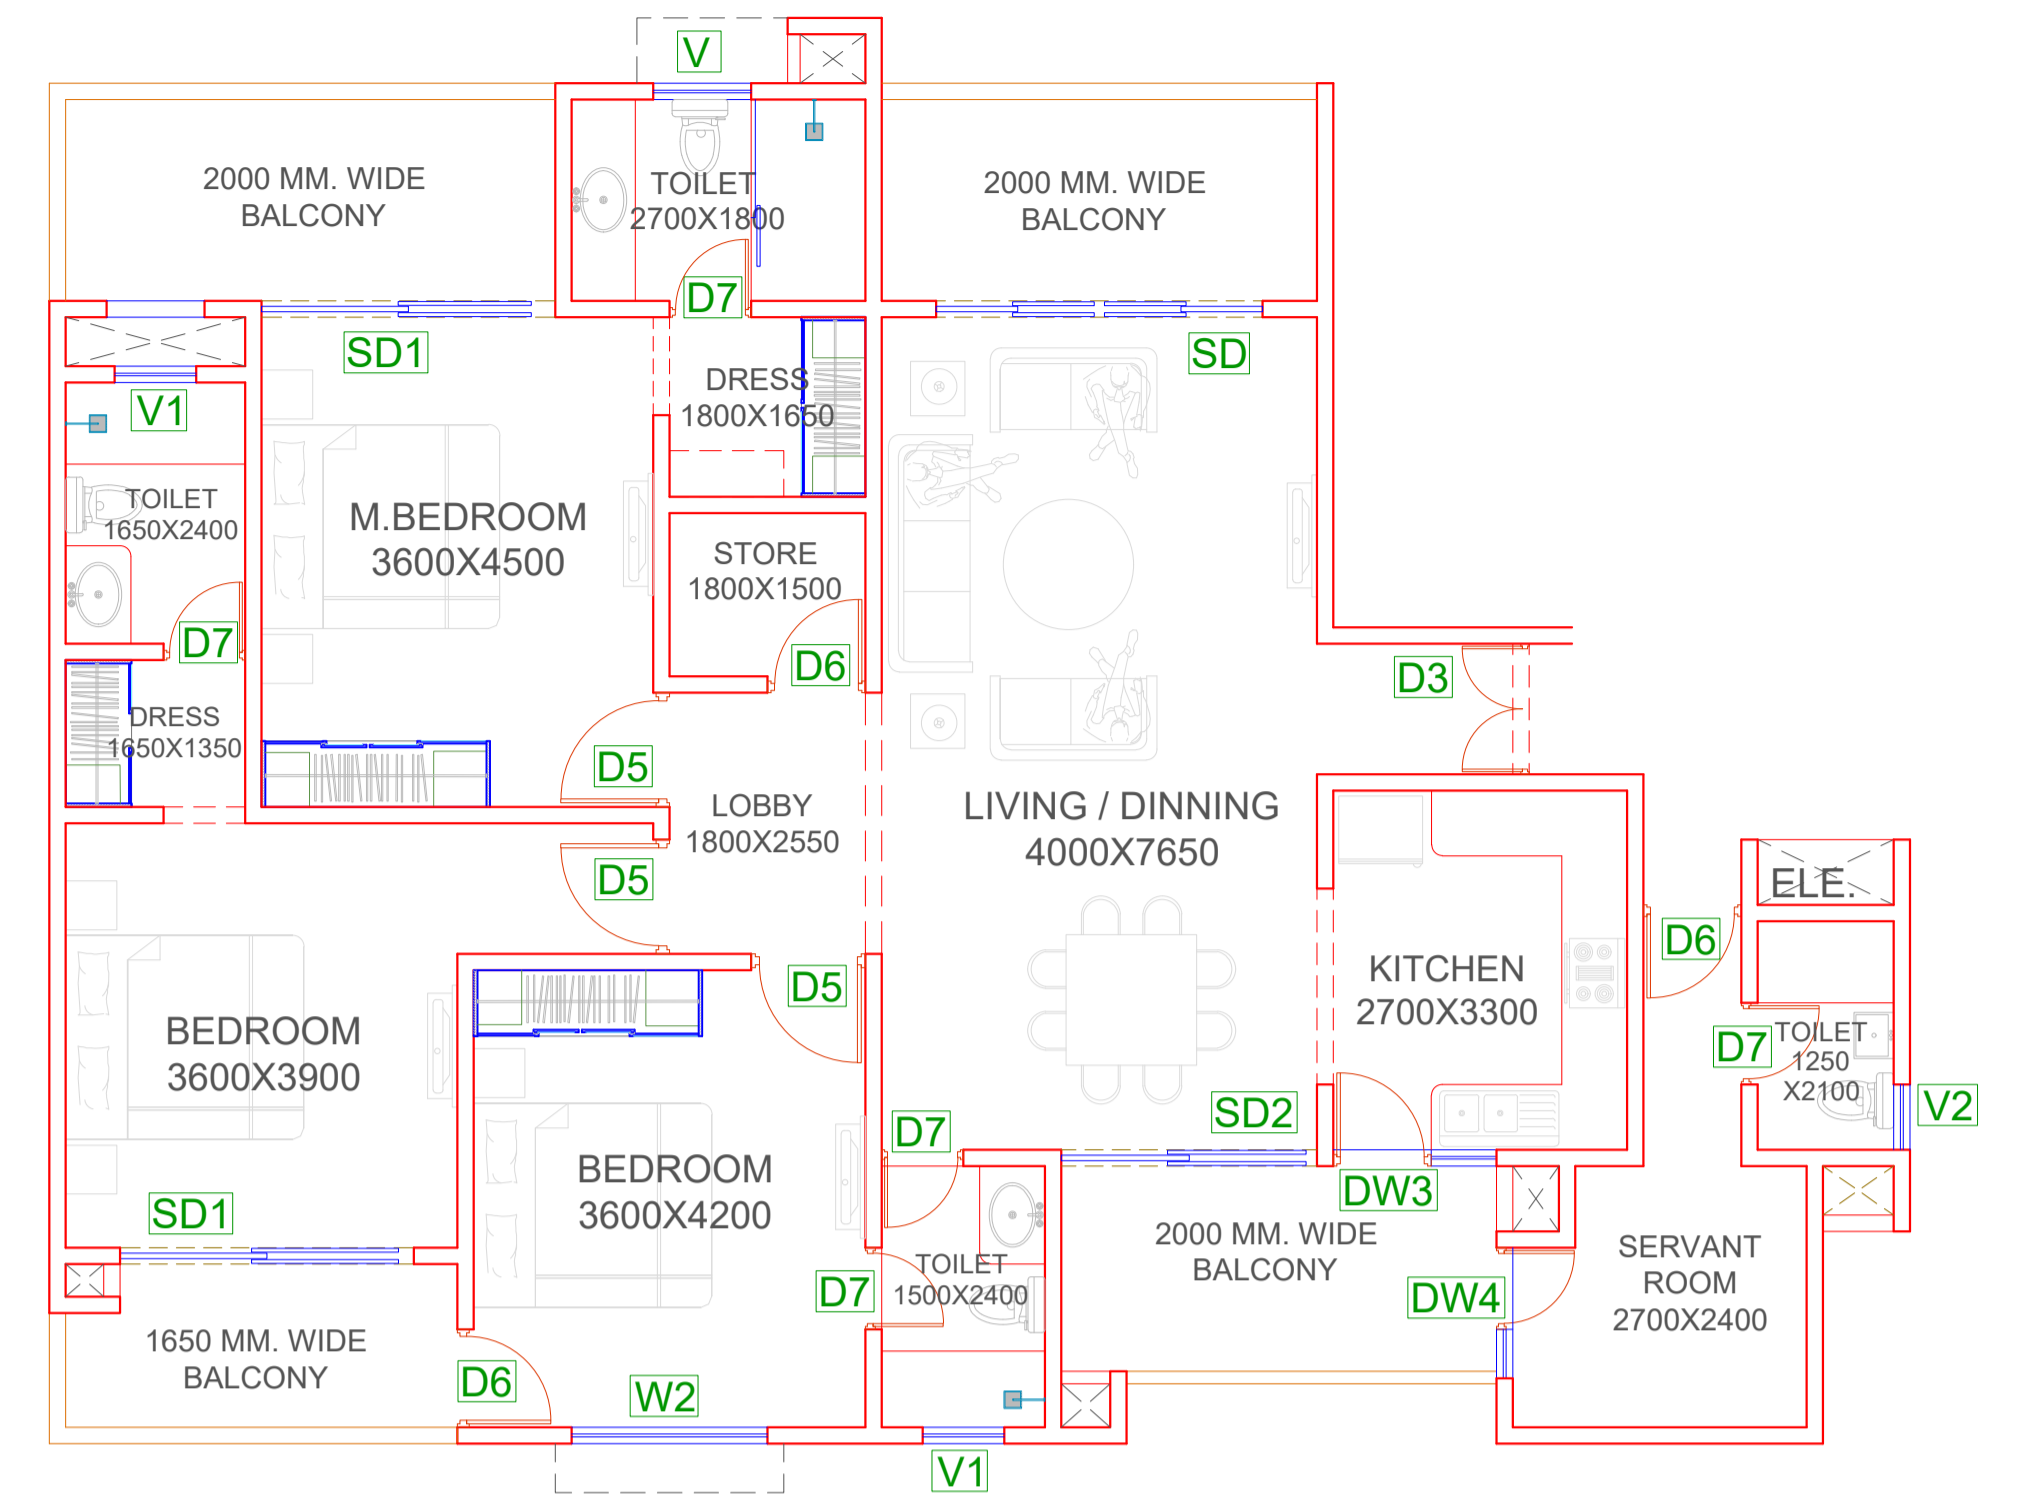 V
2000 MM. WIDE
BALCONY
TOILET
2700X1800
2000 MM. WIDE
BALCONY
D7
SD1
SD
DRESS
1800X1650
V1
TOILET
1650X2400
M.BEDROOM
3600X4500
STORE
1800X1500
D7
D6
D3
DRESS
1650X1350
D5
LOBBY
1800X2550
LIVING / DINNING
4000X7650
D5
ELE.
D6
D5
KITCHEN
2700X3300
BEDROOM
3600X3900
D7
TOILET
1250
X2100
V2
SD2
D7
BEDROOM
3600X4200
DW3
SD1
2000 MM. WIDE
BALCONY
SERVANT
ROOM
2700X2400
TOILET
1500X2400
D7
DW4
1650 MM. WIDE
BALCONY
D6
W2
V1